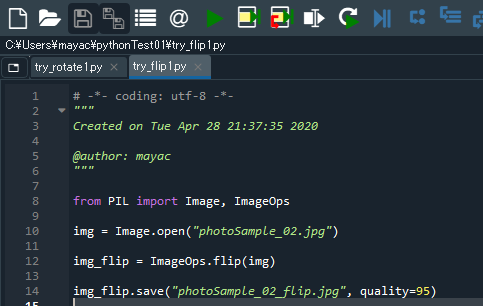 C:¥Users¥mayac¥pythonTest01¥try_flip1.py
try_rotate1.py
try_flip1.py
1 # -*- coding: utf-8 -*-
2 """
3 Created on Tue Apr 28 21:37:35 2020
4
5 @author: mayac
6 """
7
8 from PIL import Image, ImageOps
9
10 img = Image.open("photoSample_02.jpg")
11
12 img_flip = ImageOps.flip(img)
13
14 img_flip.save("photoSample_02_flip.jpg", quality=95)
15